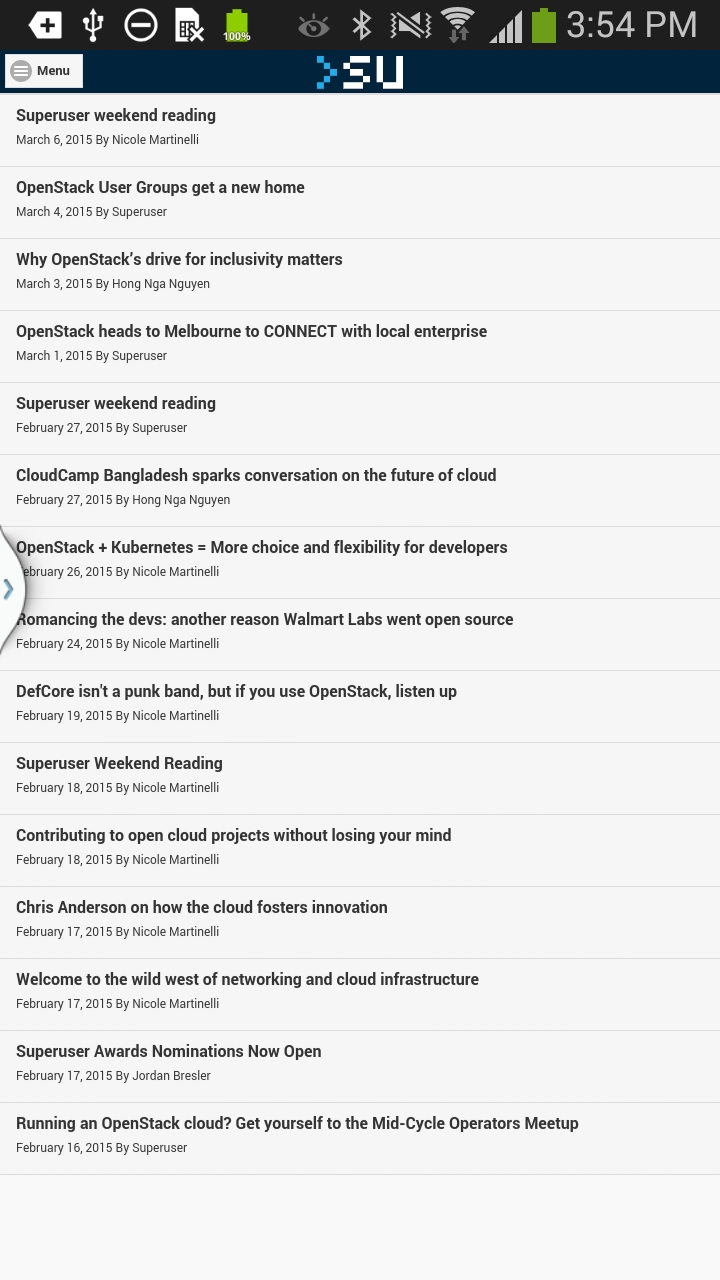 100%
3:54 PM
Menu
>SU
Superuser weekend reading
March 6, 2015 By Nicole Martinelli
OpenStack User Groups get a new home
March 4, 2015 By Superuser
Why OpenStack’s drive for inclusivity matters
March 3, 2015 By Hong Nga Nguyen
OpenStack heads to Melbourne to CONNECT with local enterprise
March 1, 2015 By Superuser
Superuser weekend reading
February 27, 2015 By Superuser
CloudCamp Bangladesh sparks conversation on the future of cloud
February 27, 2015 By Hong Nga Nguyen
OpenStack + Kubernetes = More choice and flexibility for developers
February 26, 2015 By Nicole Martinelli
Romancing the devs: another reason Walmart Labs went open source
February 24, 2015 By Nicole Martinelli
DefCore isn't a punk band, but if you use OpenStack, listen up
February 19, 2015 By Nicole Martinelli
Superuser Weekend Reading
February 18, 2015 By Nicole Martinelli
Contributing to open cloud projects without losing your mind
February 18, 2015 By Nicole Martinelli
Chris Anderson on how the cloud fosters innovation
February 17, 2015 By Nicole Martinelli
Welcome to the wild west of networking and cloud infrastructure
February 17, 2015 By Nicole Martinelli
Superuser Awards Nominations Now Open
February 17, 2015 By Jordan Bresler
Running an OpenStack cloud? Get yourself to the Mid-Cycle Operators Meetup
February 16, 2015 By Superuser